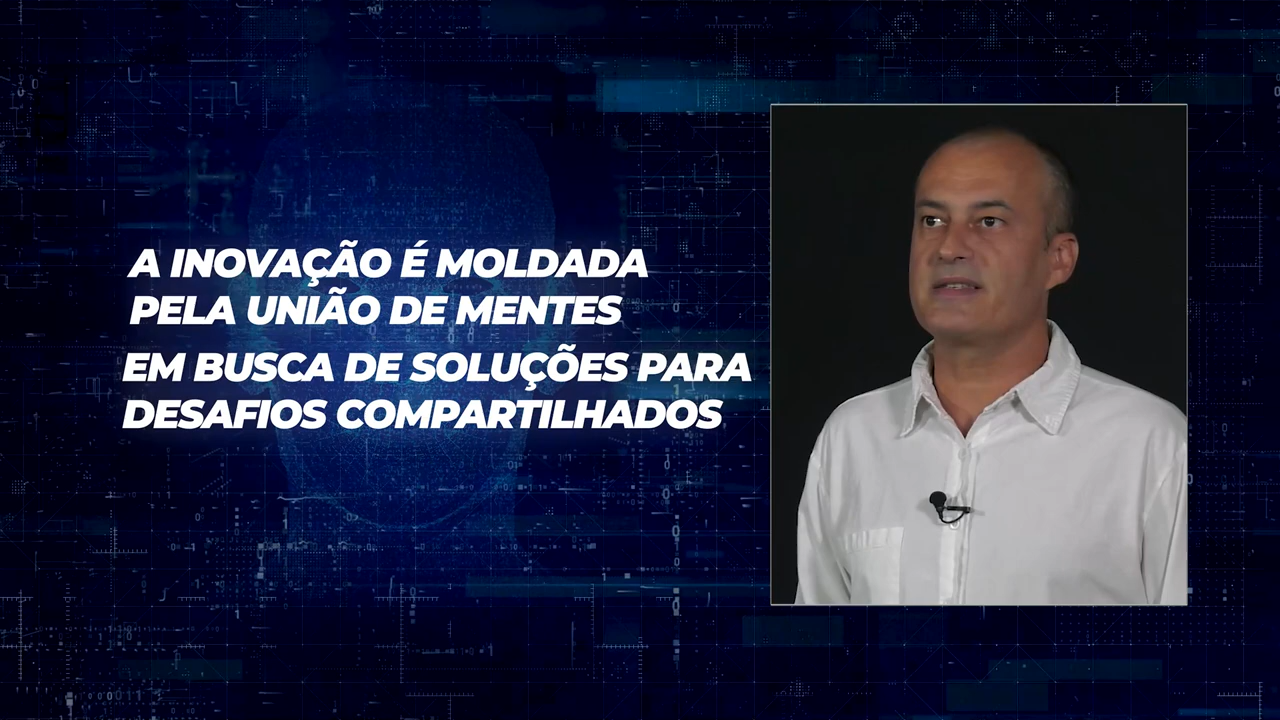 A INOVAÇÃO É MOLDADA
PELA UNIÃO DE MENTES
EM BUSCA DE SOLUÇÕES PARA
DESAFIOS COMPARTILHADOS